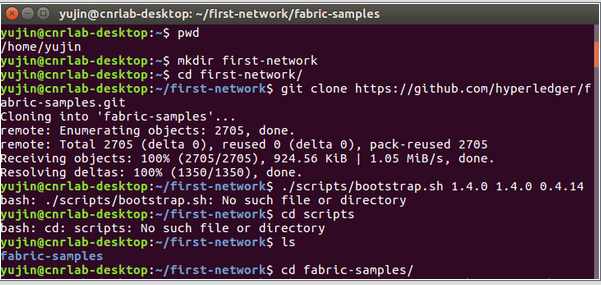 yujin@cnrlab-desktop: ~/first-network/fabric-samples
yujin@cnrlab-desktop:~$ pwd
/home/yujin
yujin@cnrlab-desktop:~$ mkdir first-network
yujin@cnrlab-desktop:~$ cd first-network/
yujin@cnrlab-desktop:~/first-network$ git clone https://github.com/hyperledger/f
abric-samples.git
Cloning into 'fabric-samples'...
remote: Enumerating objects: 2705, done.
remote: Total 2705 (delta 0), reused 0 (delta 0), pack-reused 2705
Receiving objects: 100% (2705/2705), 924.56 KiB | 1.05 MiB/s, done.
Resolving deltas: 100% (1350/1350), done.
yujin@cnrlab-desktop:~/first-network$ ./scripts/bootstrap.sh 1.4.0 1.4.0 0.4.14
bash: ./scripts/bootstrap.sh: No such file or directory
yujin@cnrlab-desktop:~/first-network$ cd scripts
bash: cd: scripts: No such file or directory
yujin@cnrlab-desktop:~/first-network$ ls
fabric-samples
yujin@cnrlab-desktop:~/first-network$ cd fabric-samples/